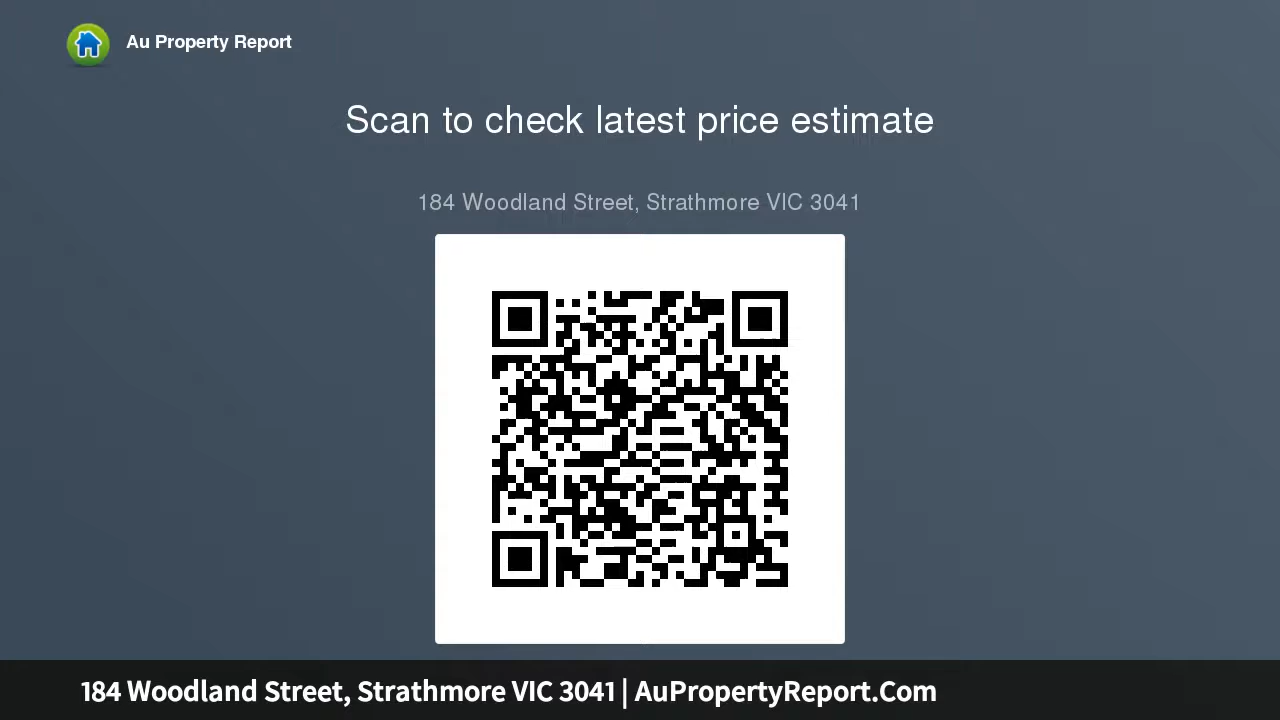 Au Property Report
Scan to check latest price estimate
184 Woodland Street, Strathmore VIC 3041
184 Woodland Street, Strathmore VIC 3041 | AuPropertyReport.Com